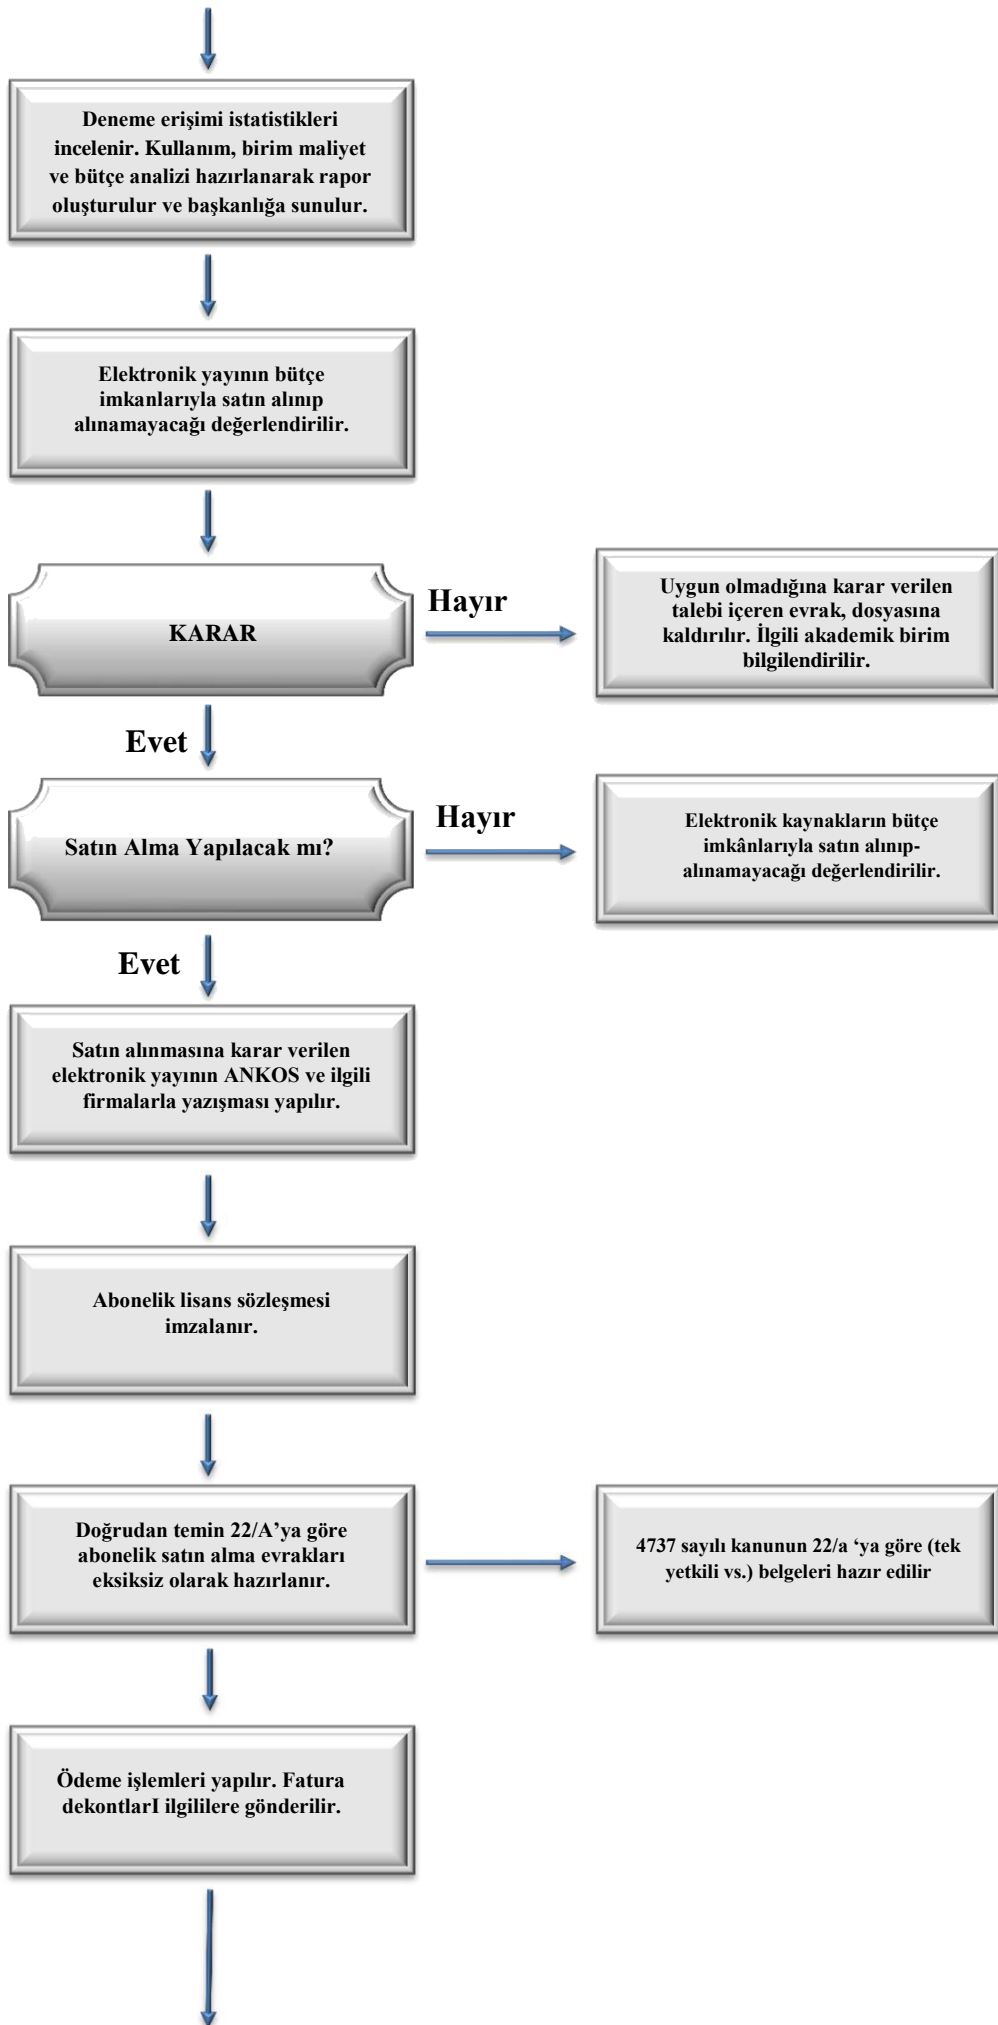 Deneme erişimi istatistikleri
incelenir. Kullanım, birim maliyet
ve bütçe analizi hazırlanarak rapor
oluşturulur ve başkanlığa sunulur.
Elektronik yayının bütçe
imkanlarıyla satın alınıp
alınamayacağı değerlendirilir.
KARAR
Hayır
Uygun olmadığına karar verilen
talebi içeren evrak, dosyasına
kaldırılır. İlgili akademik birim
bilgilendirilir.
Evet
Satın Alma Yapılacak mı?
Hayır
Elektronik kaynakların bütçe
imkânlarıyla satın alınıp-
alınamayacağı değerlendirilir.
Evet
Satın alınmasına karar verilen
elektronik yayının ANKOS ve ilgili
firmalarla yazışması yapılır.
Abonelik lisans sözleşmesi
imzalanır.
Doğrudan temin 22/A’ya göre
abonelik satın alma evrakları
eksiksiz olarak hazırlanır.
4737 sayılı kanunun 22/a ‘ya göre (tek
yetkili vs.) belgeleri hazır edilir
Ödeme işlemleri yapılır. Fatura
dekontlarI ilgililere gönderilir.